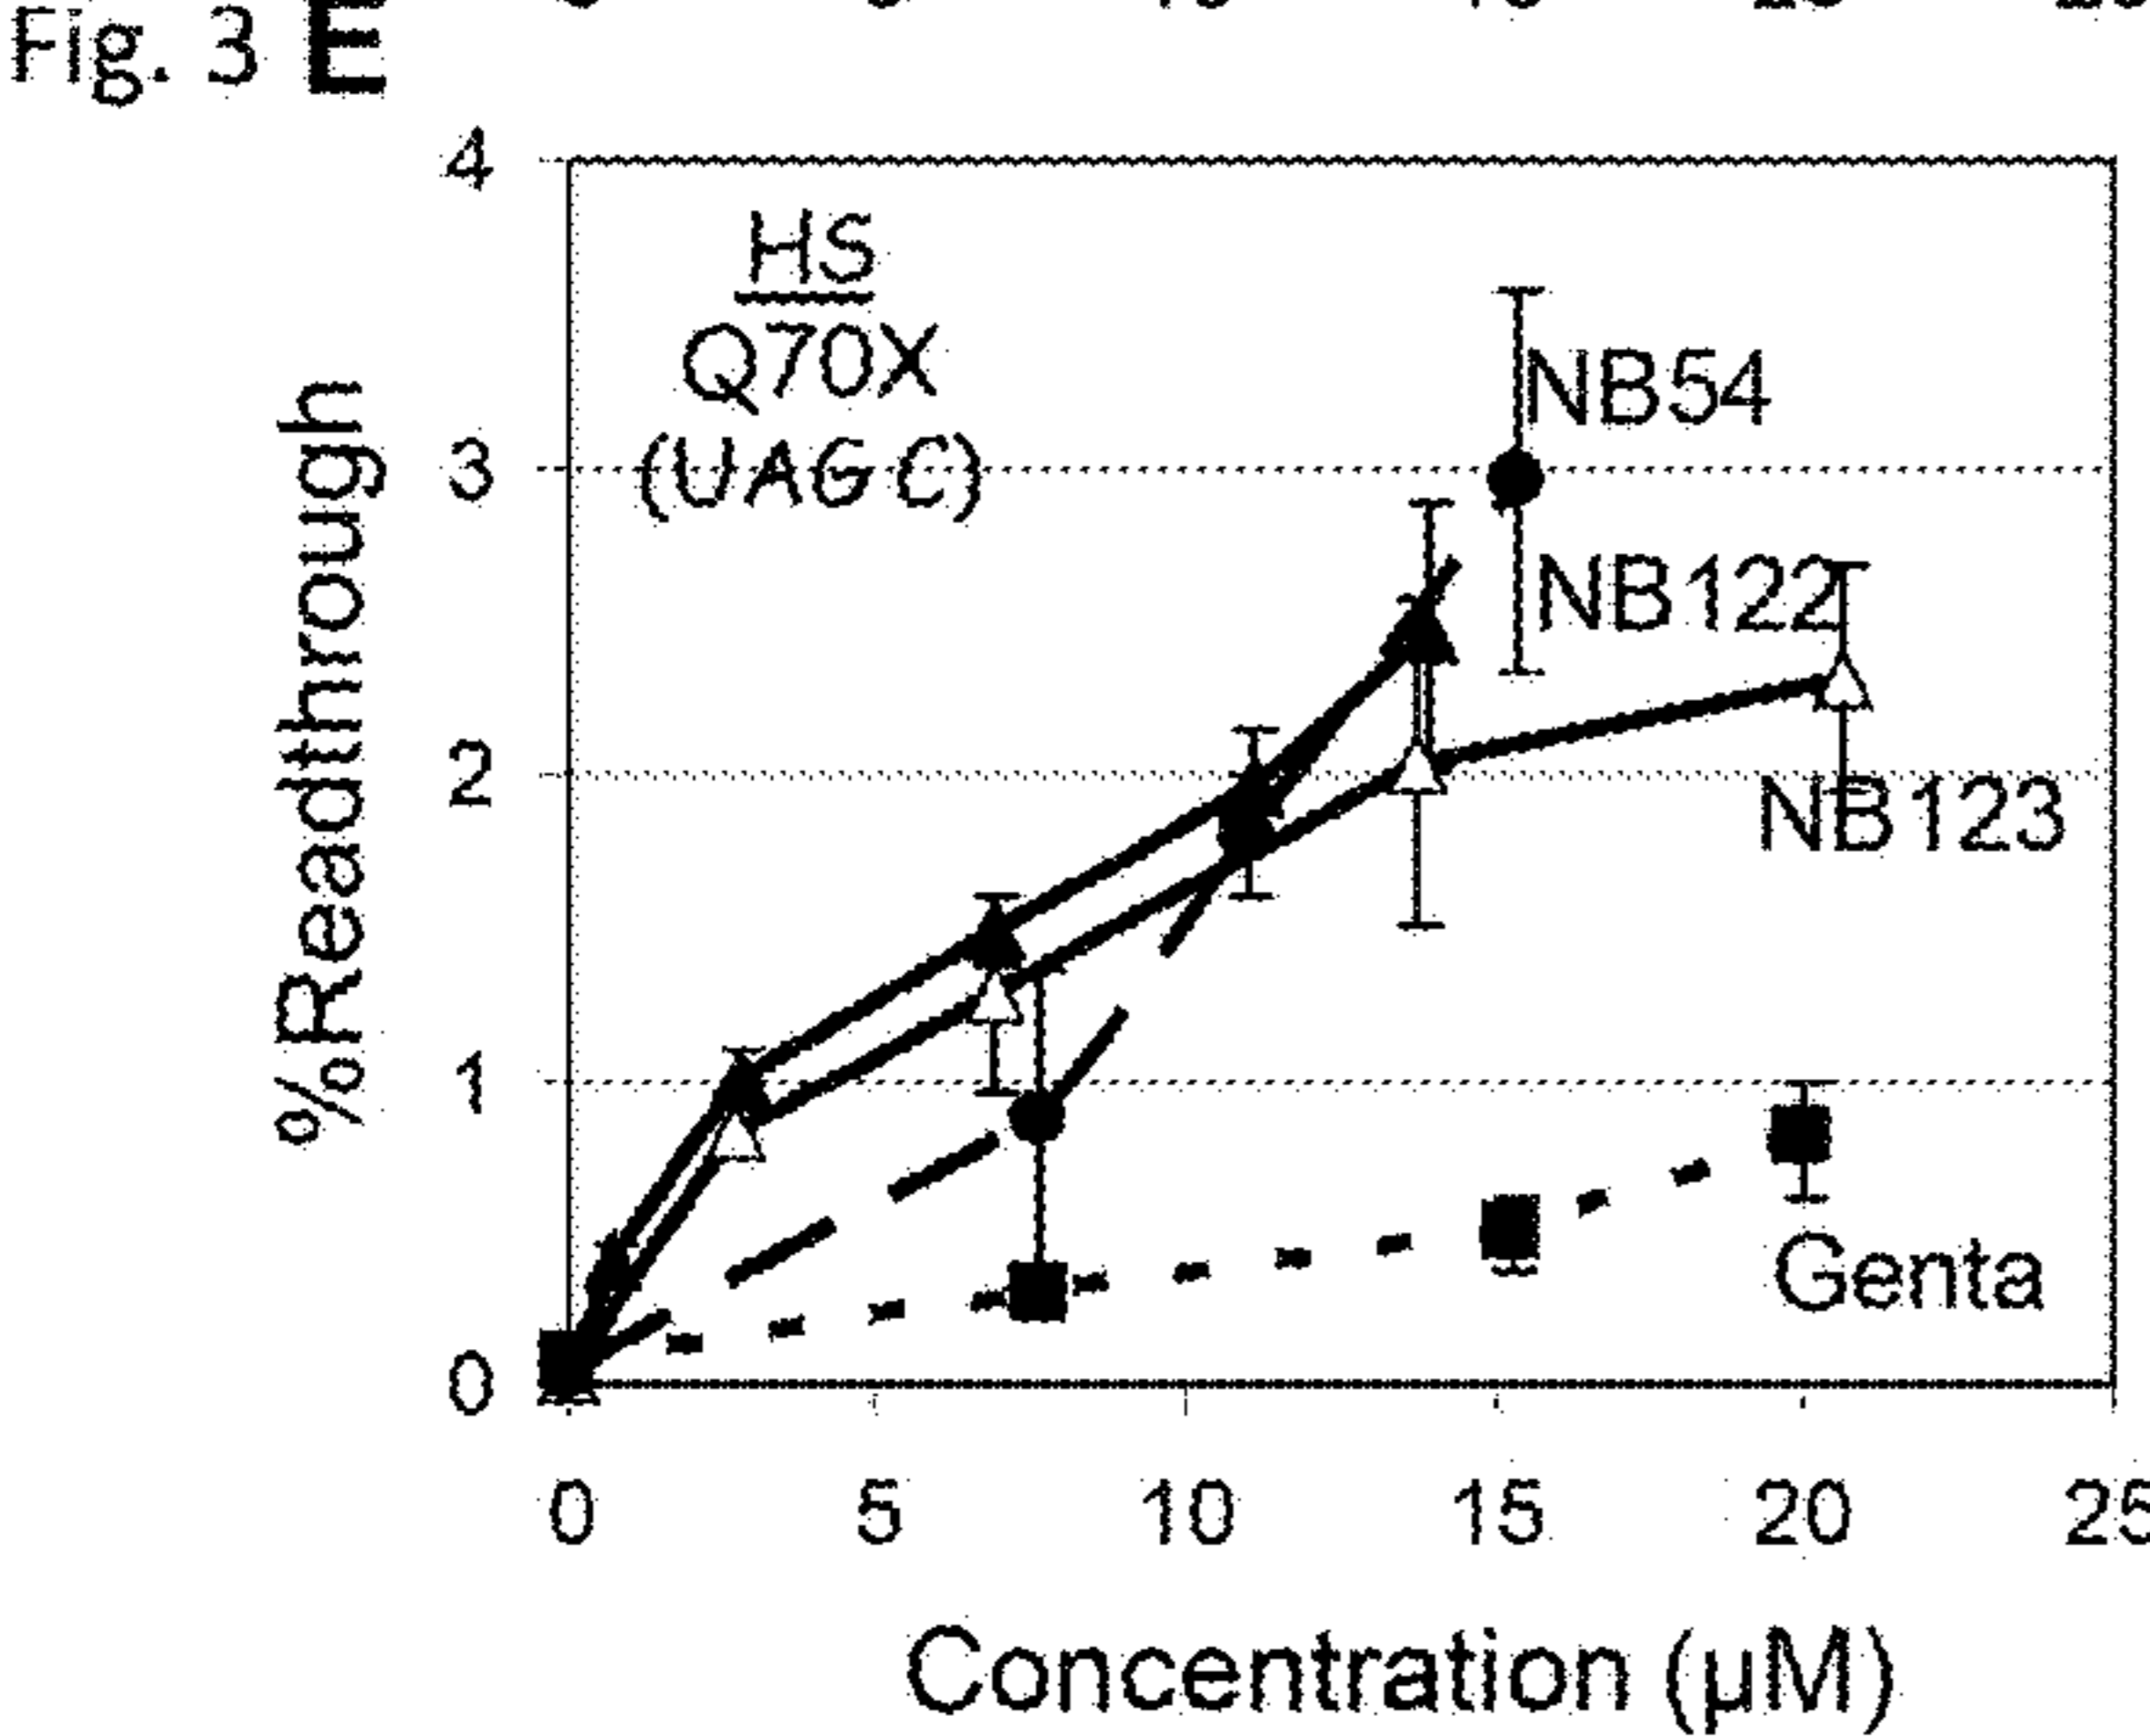 Fig. 3 E
4
HS
Q70X
(UAG C)
NB54
3
NB122
2
NB123
1
Genta
0
%Readthrough
0 5 10 15 20 25
Concentration (µM)